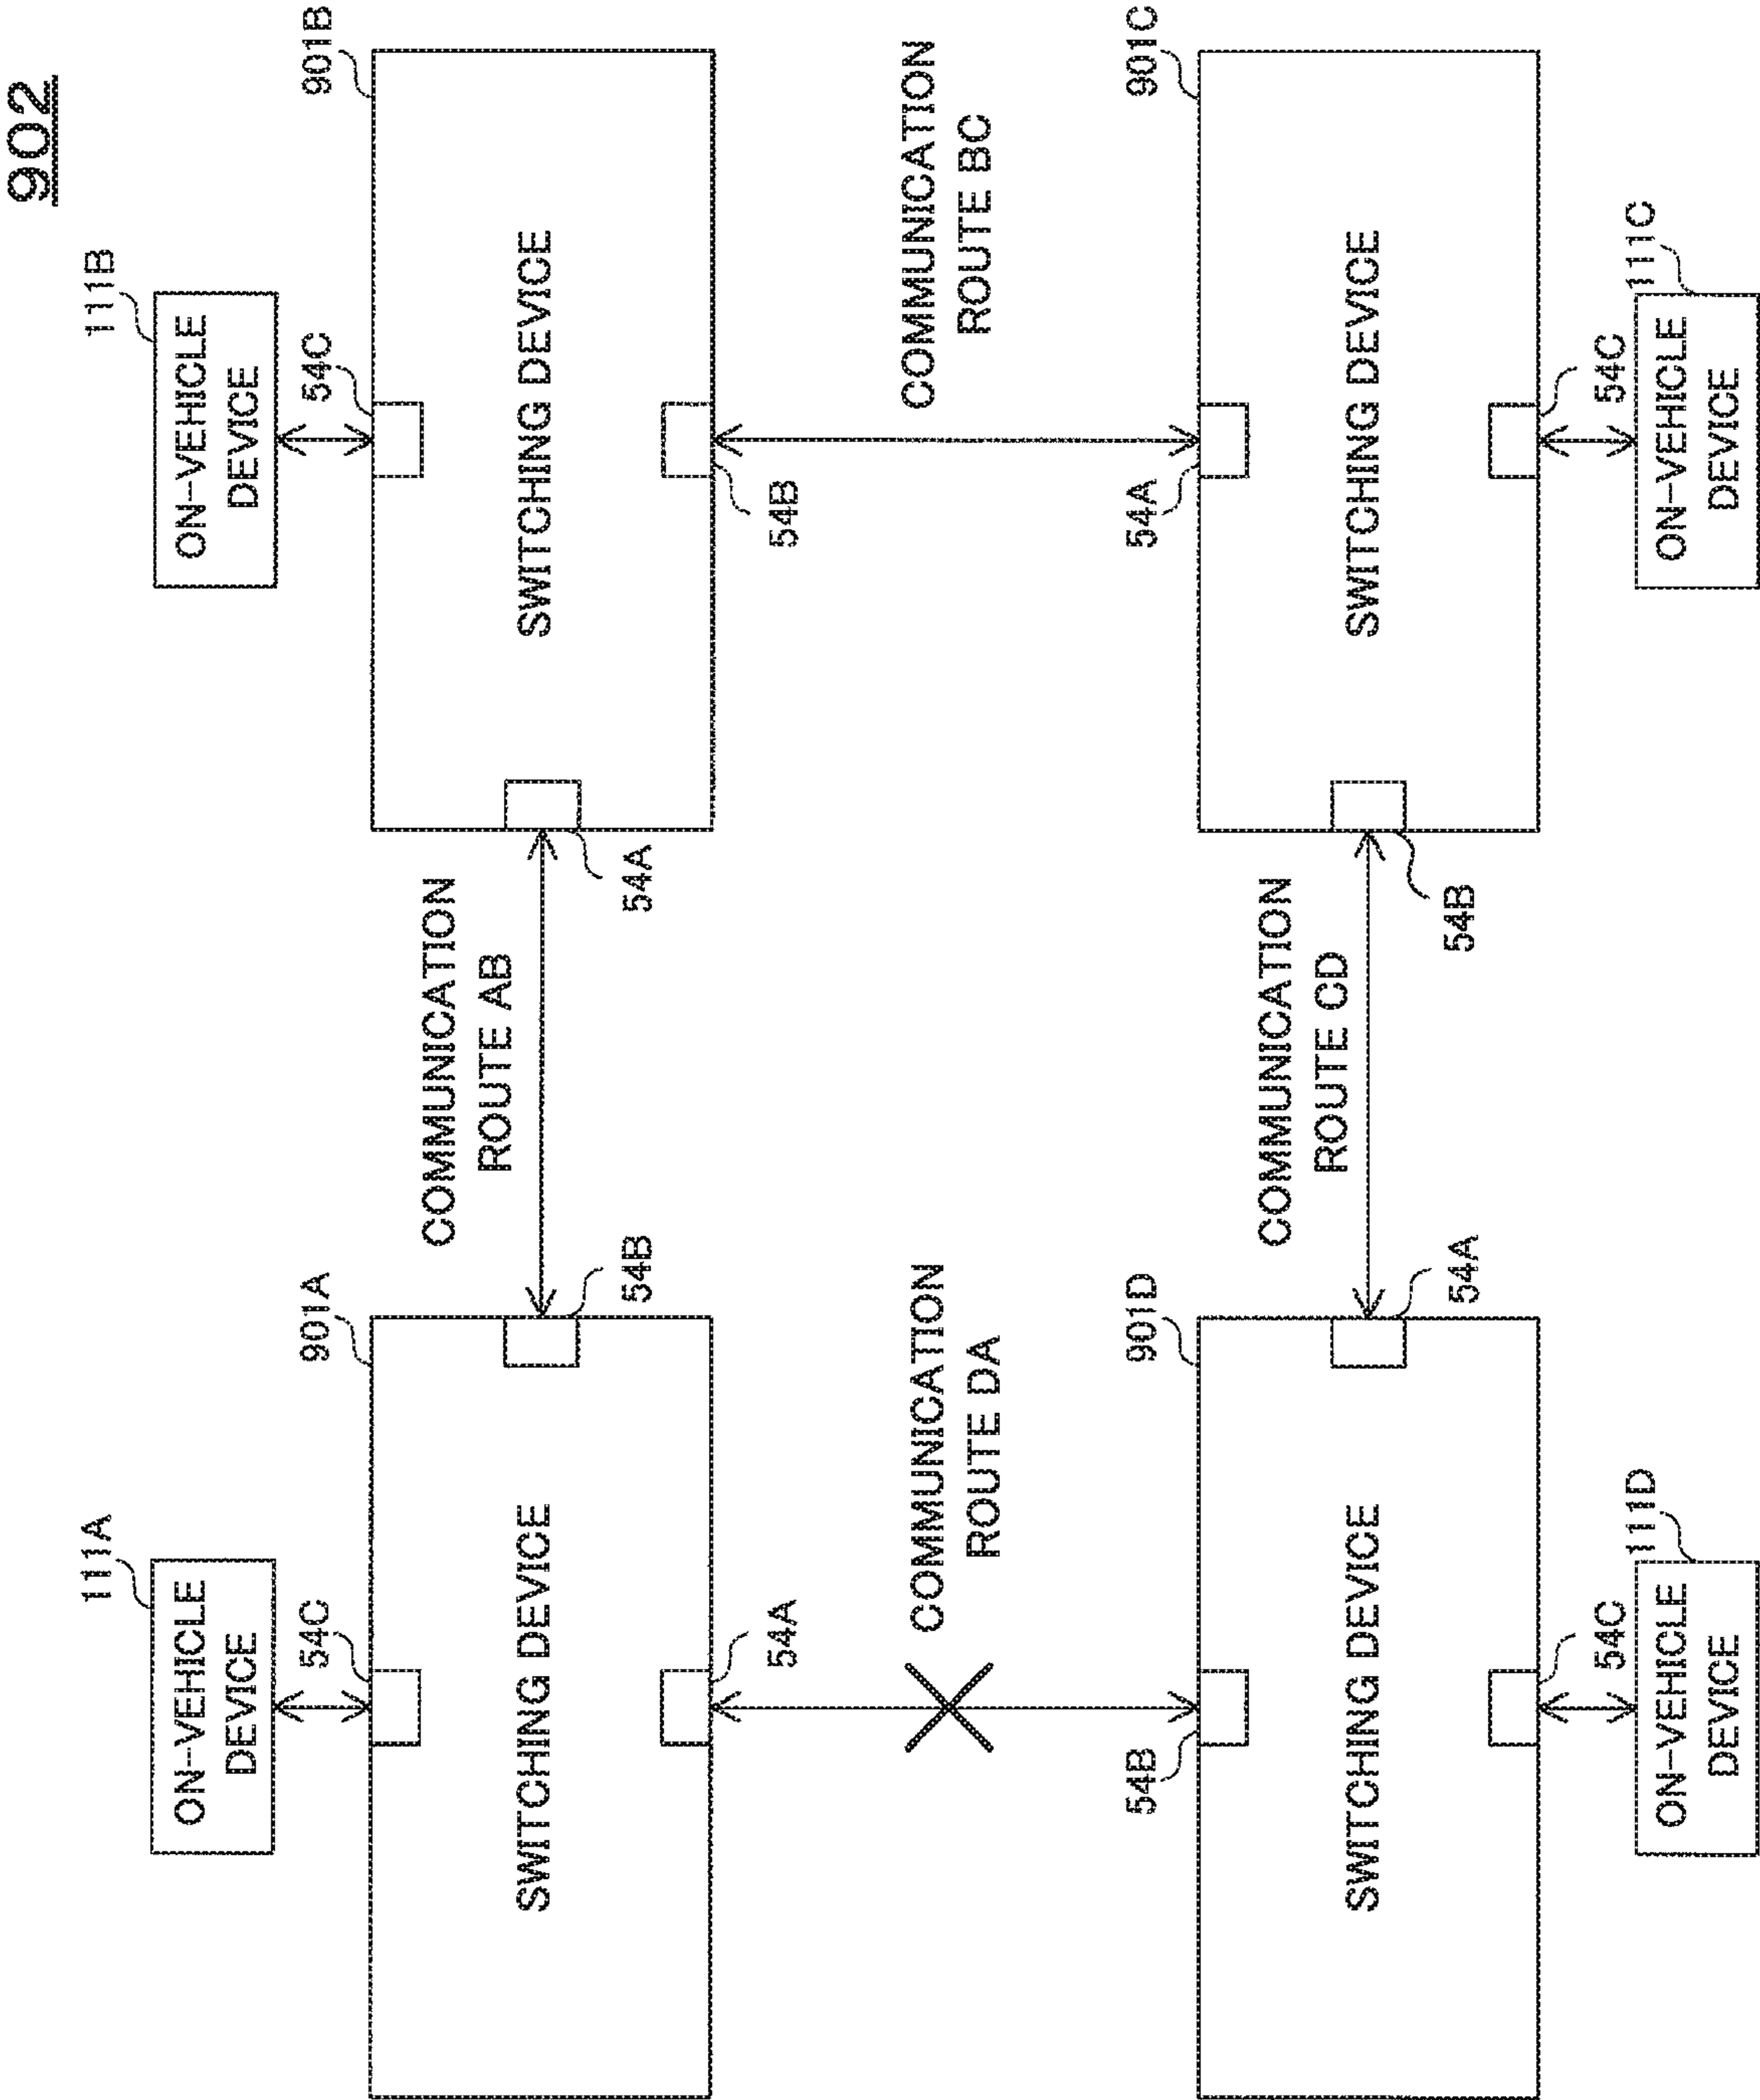 902
111A
ON-VEHICLE
DEVICE
54C
901A
SWITCHING DEVICE
54B
54A
COMMUNICATION
ROUTE AB
111B
ON-VEHICLE
DEVICE
54C
901B
SWITCHING DEVICE
54A
54B
COMMUNICATION
ROUTE DA
COMMUNICATION
ROUTE BC
54B
901D
SWITCHING DEVICE
54A
54C
111D
ON-VEHICLE
DEVICE
COMMUNICATION
ROUTE CD
54A
901C
SWITCHING DEVICE
54B
54C
111C
ON-VEHICLE
DEVICE